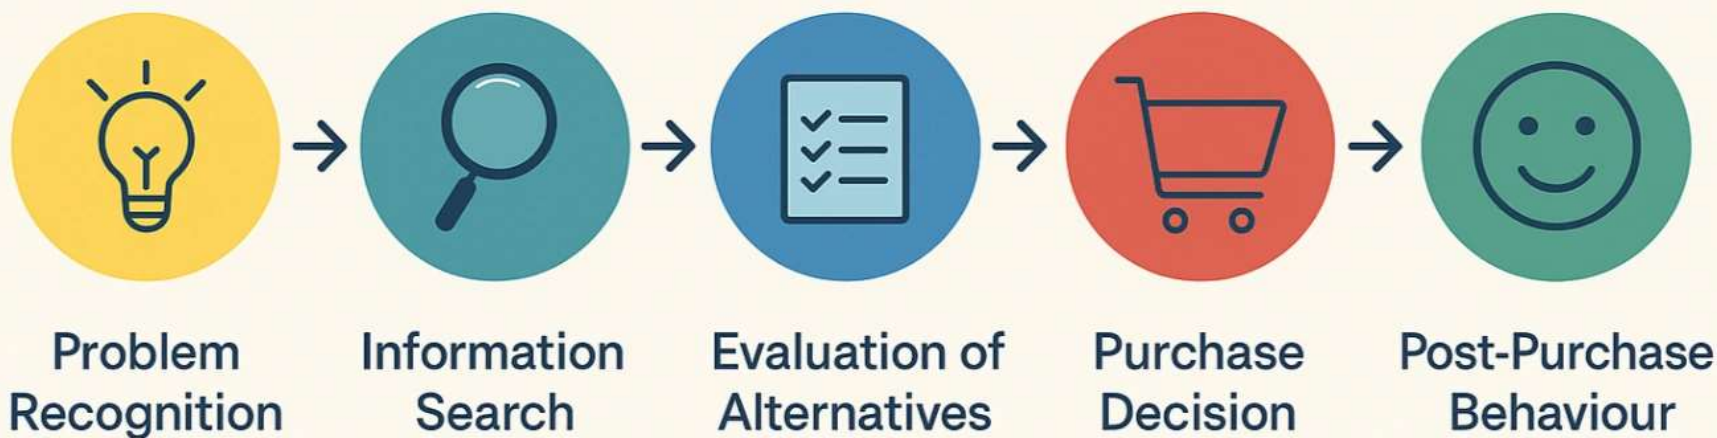 Problem
Recognition
Information
Search
Evaluation of
Alternatives
Purchase
Decision
Post-Purchase
Behaviour